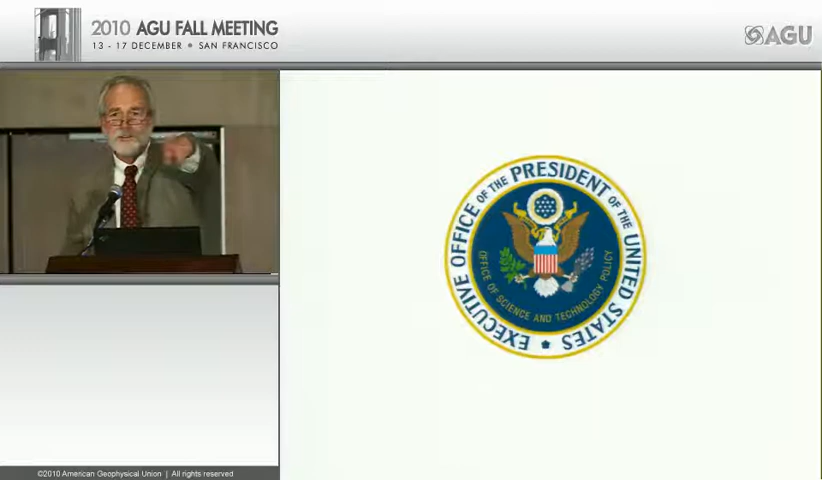 2010 AGU FALL MEETING
13 - 17 DECEMBER • SAN FRANCISCO
AGU
EXECUTIVE OFFICE OF THE PRESIDENT OF THE UNITED STATES
OFFICE OF SCIENCE AND TECHNOLOGY POLICY
©2010 American Geophysical Union | All rights reserved